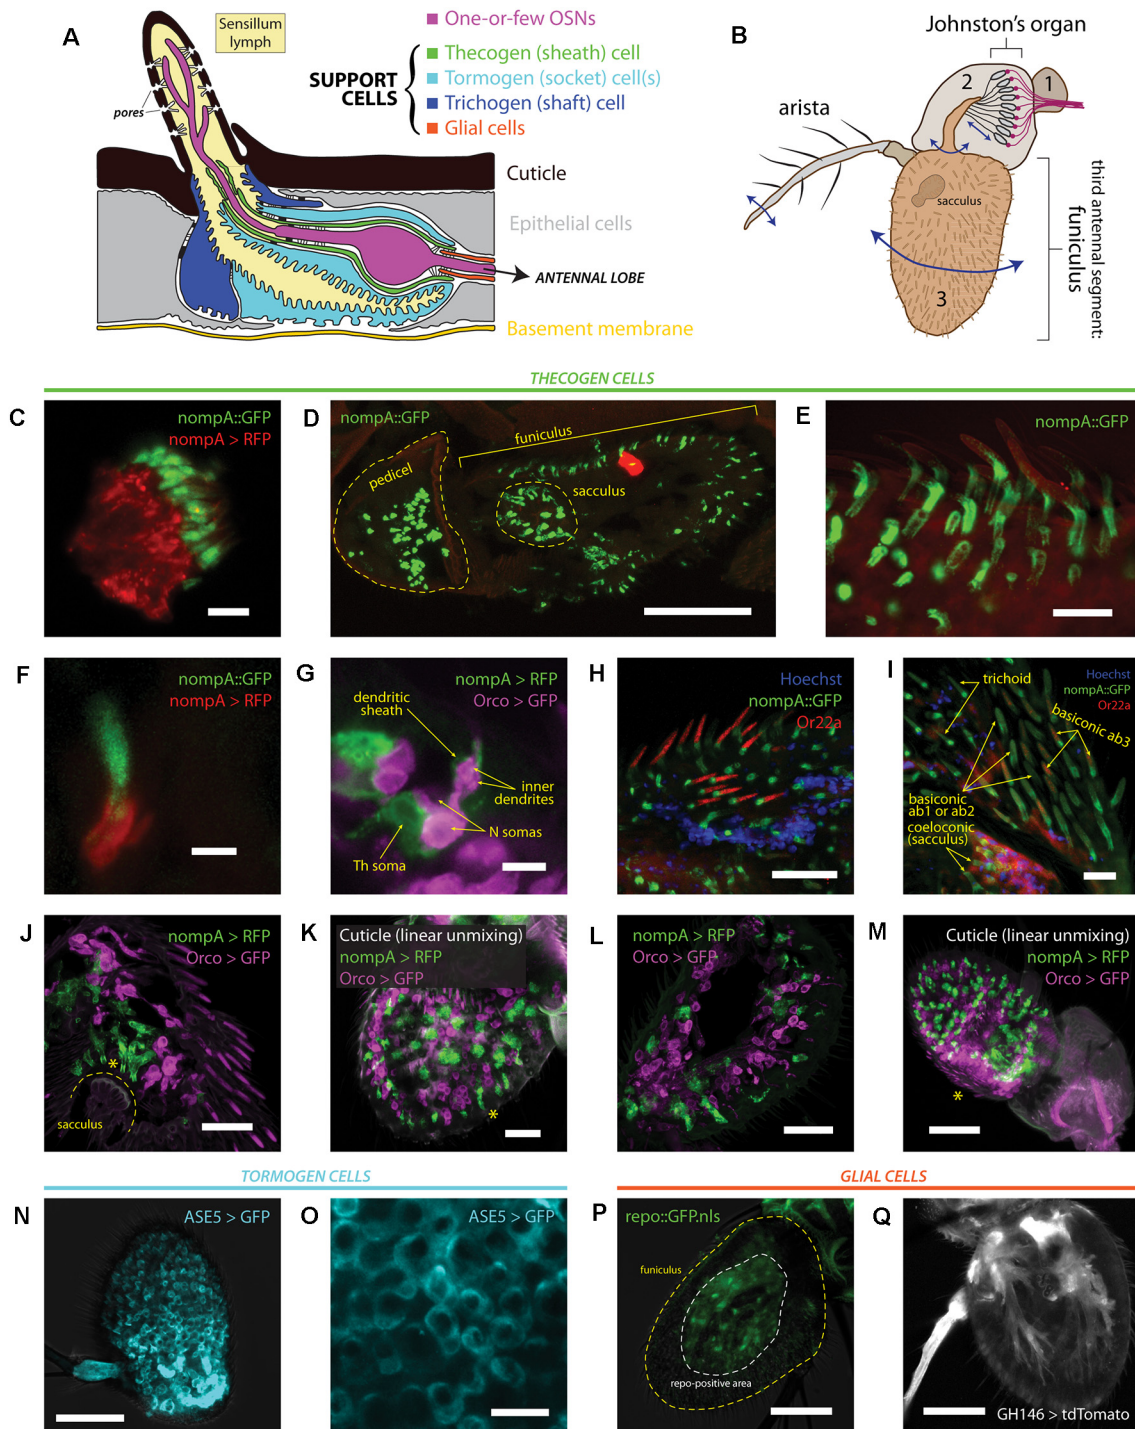 A
Sensillum
lymph
pores
One-or-few OSNs
SUPPORT
CELLS
Thecogen (sheath) cell
Tormogen (socket) cell(s)
Trichogen (shaft) cell
Glial cells
Cuticle
Epithelial cells
ANTENNAL LOBE
Basement membrane
B
Johnston's organ
2
1
arista
sacculus
3
third antennal segment:
funiculus
THECOGEN CELLS
C
nompA::GFP
nompA > RFP
D
nompA::GFP
funiculus
pedicel
sacculus
E
nompA::GFP
F
nompA::GFP
nompA > RFP
G
nompA > RFP
Orco > GFP
dendritic
sheath
inner
dendrites
N somas
Th soma
H
Hoechst
nompA::GFP
Or22a
I
Hoechst
nompA::GFP
Or22a
trichoid
basiconic ab3
basiconic
ab1 or ab2
coeloconic
(sacculus)
J
nompA > RFP
Orco > GFP
*
sacculus
K
Cuticle (linear unmixing)
nompA > RFP
Orco > GFP
*
L
nompA > RFP
Orco > GFP
M
Cuticle (linear unmixing)
nompA > RFP
Orco > GFP
*
TORMOGEN CELLS
GLIAL CELLS
N
ASE5 > GFP
O
ASE5 > GFP
P
repo::GFP.nls
funiculus
repo-positive area
Q
GH146 > tdTomato